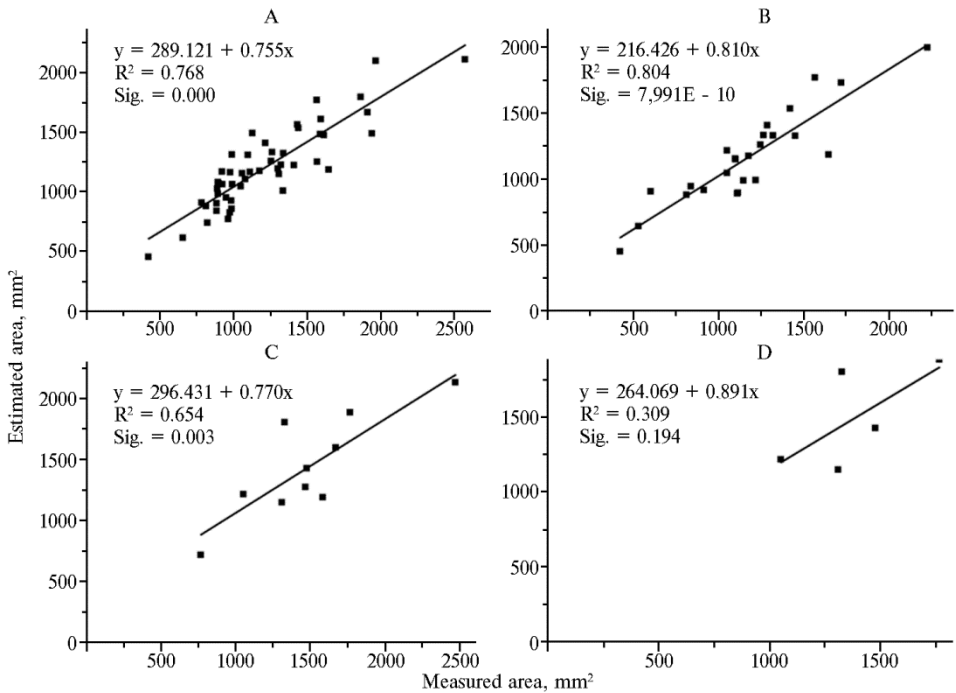 A
y = 289.121 + 0.755x
R² = 0.768
Sig. = 0.000
2000
1500
1000
500
0
500 1000 1500 2000 2500
B
y = 216.426 + 0.810x
R² = 0.804
Sig. = 7,991E - 10
2000
1500
1000
500
0
500 1000 1500 2000
C
y = 296.431 + 0.770x
R² = 0.654
Sig. = 0.003
2000
1500
1000
500
0
500 1000 1500 2000 2500
D
y = 264.069 + 0.891x
R² = 0.309
Sig. = 0.194
1500
1000
500
0
500 1000 1500
Estimated area, mm²
Measured area, mm²